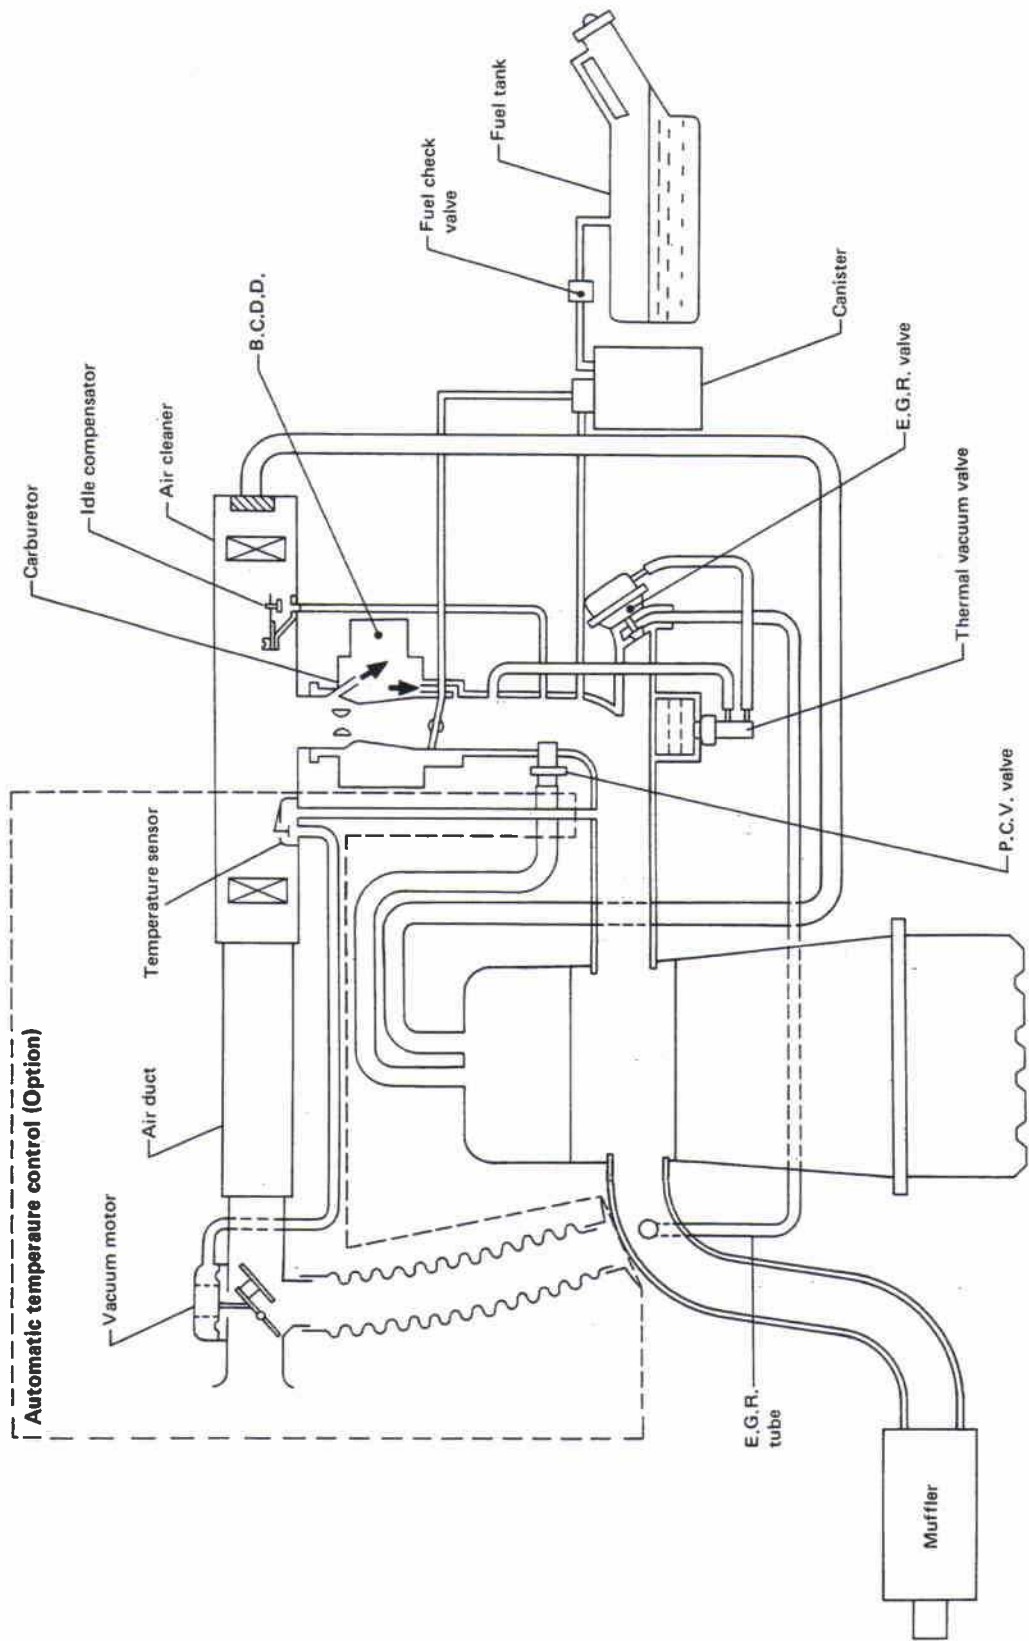 Automatic temperaure control (Option)
Vacuum motor
Air duct
Temperature sensor
Carburetor
Idle compensator
Air cleaner
B.C.D.D.
Fuel check
valve
Fuel tank
Canister
E.G.R. valve
Thermal vacuum valve
P.C.V. valve
E.G.R.
tube
Muffler